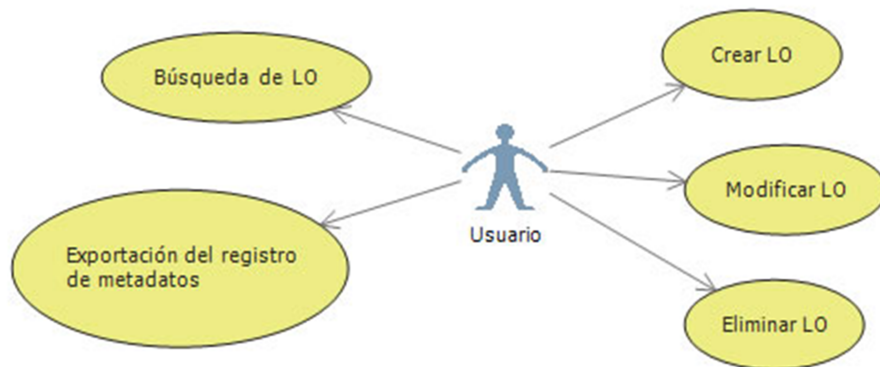 Búsqueda de LO
Crear LO
Modificar LO
Usuario
Exportación del registro
de metadatos
Eliminar LO